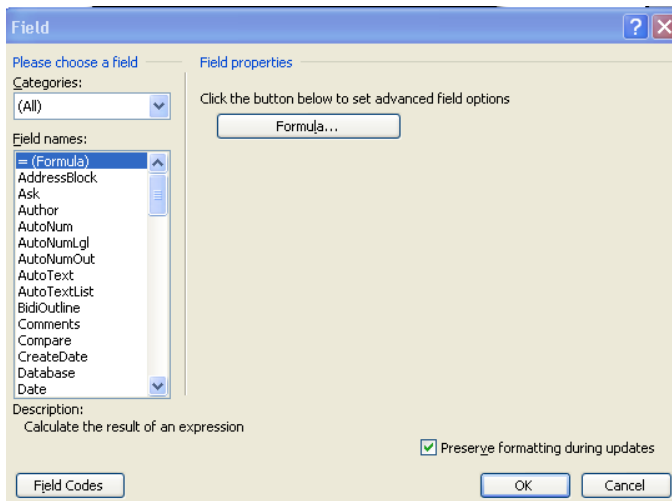 Field
Please choose a field
Categories:
(All)
Field names:
= (Formula)
AddressBlock
Ask
Author
AutoNum
AutoNumLgl
AutoNumOut
AutoText
AutoTextList
BidiOutline
Comments
Compare
CreateDate
Database
Date
Field properties
Click the button below to set advanced field options
Formula...
Description:
Calculate the result of an expression
Preserve formatting during updates
Field Codes
OK
Cancel